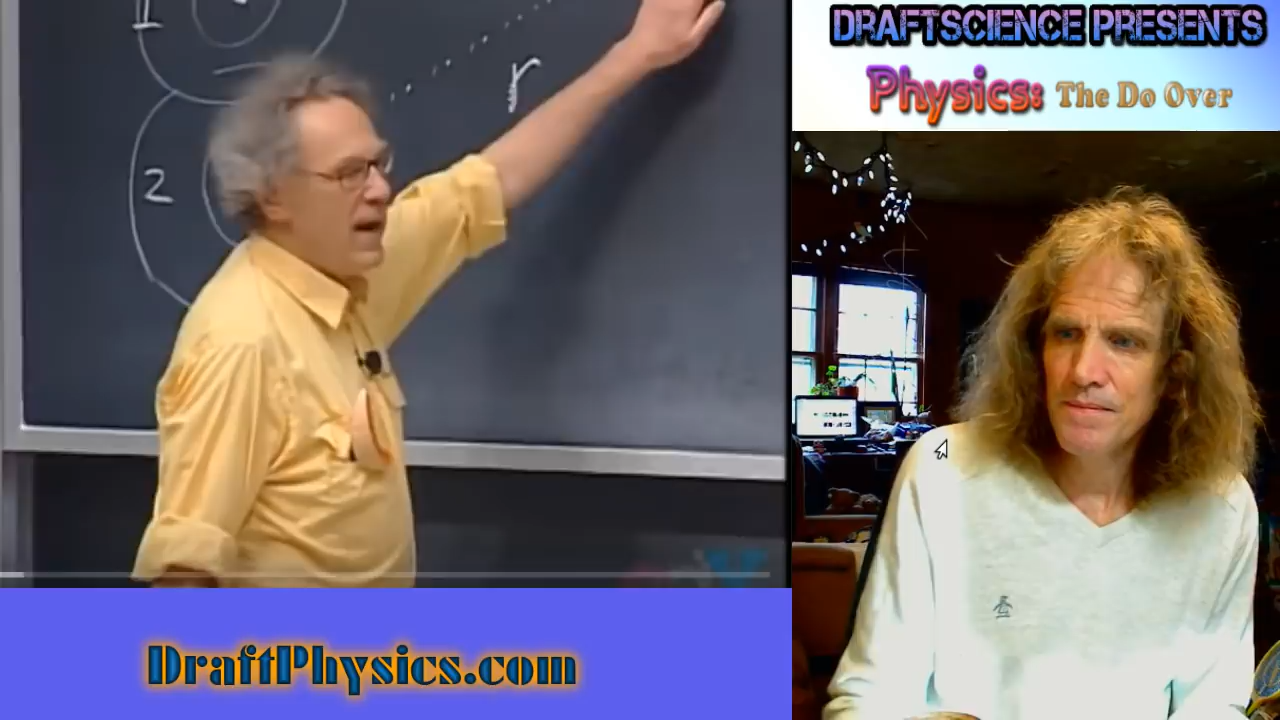 1
r
2
DRAFTSCIENCE PRESENTS
Physics: The Do Over
DraftPhysics.com